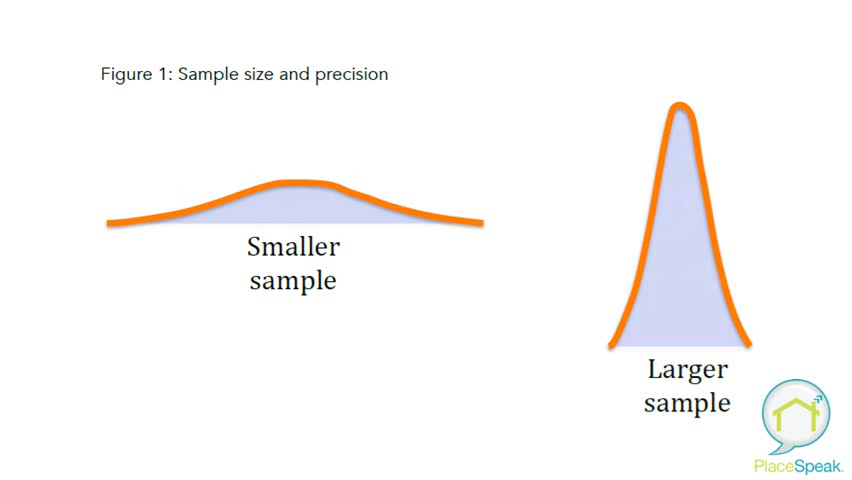 Figure 1: Sample size and precision
Smaller
sample
Larger
sample
PlaceSpeak